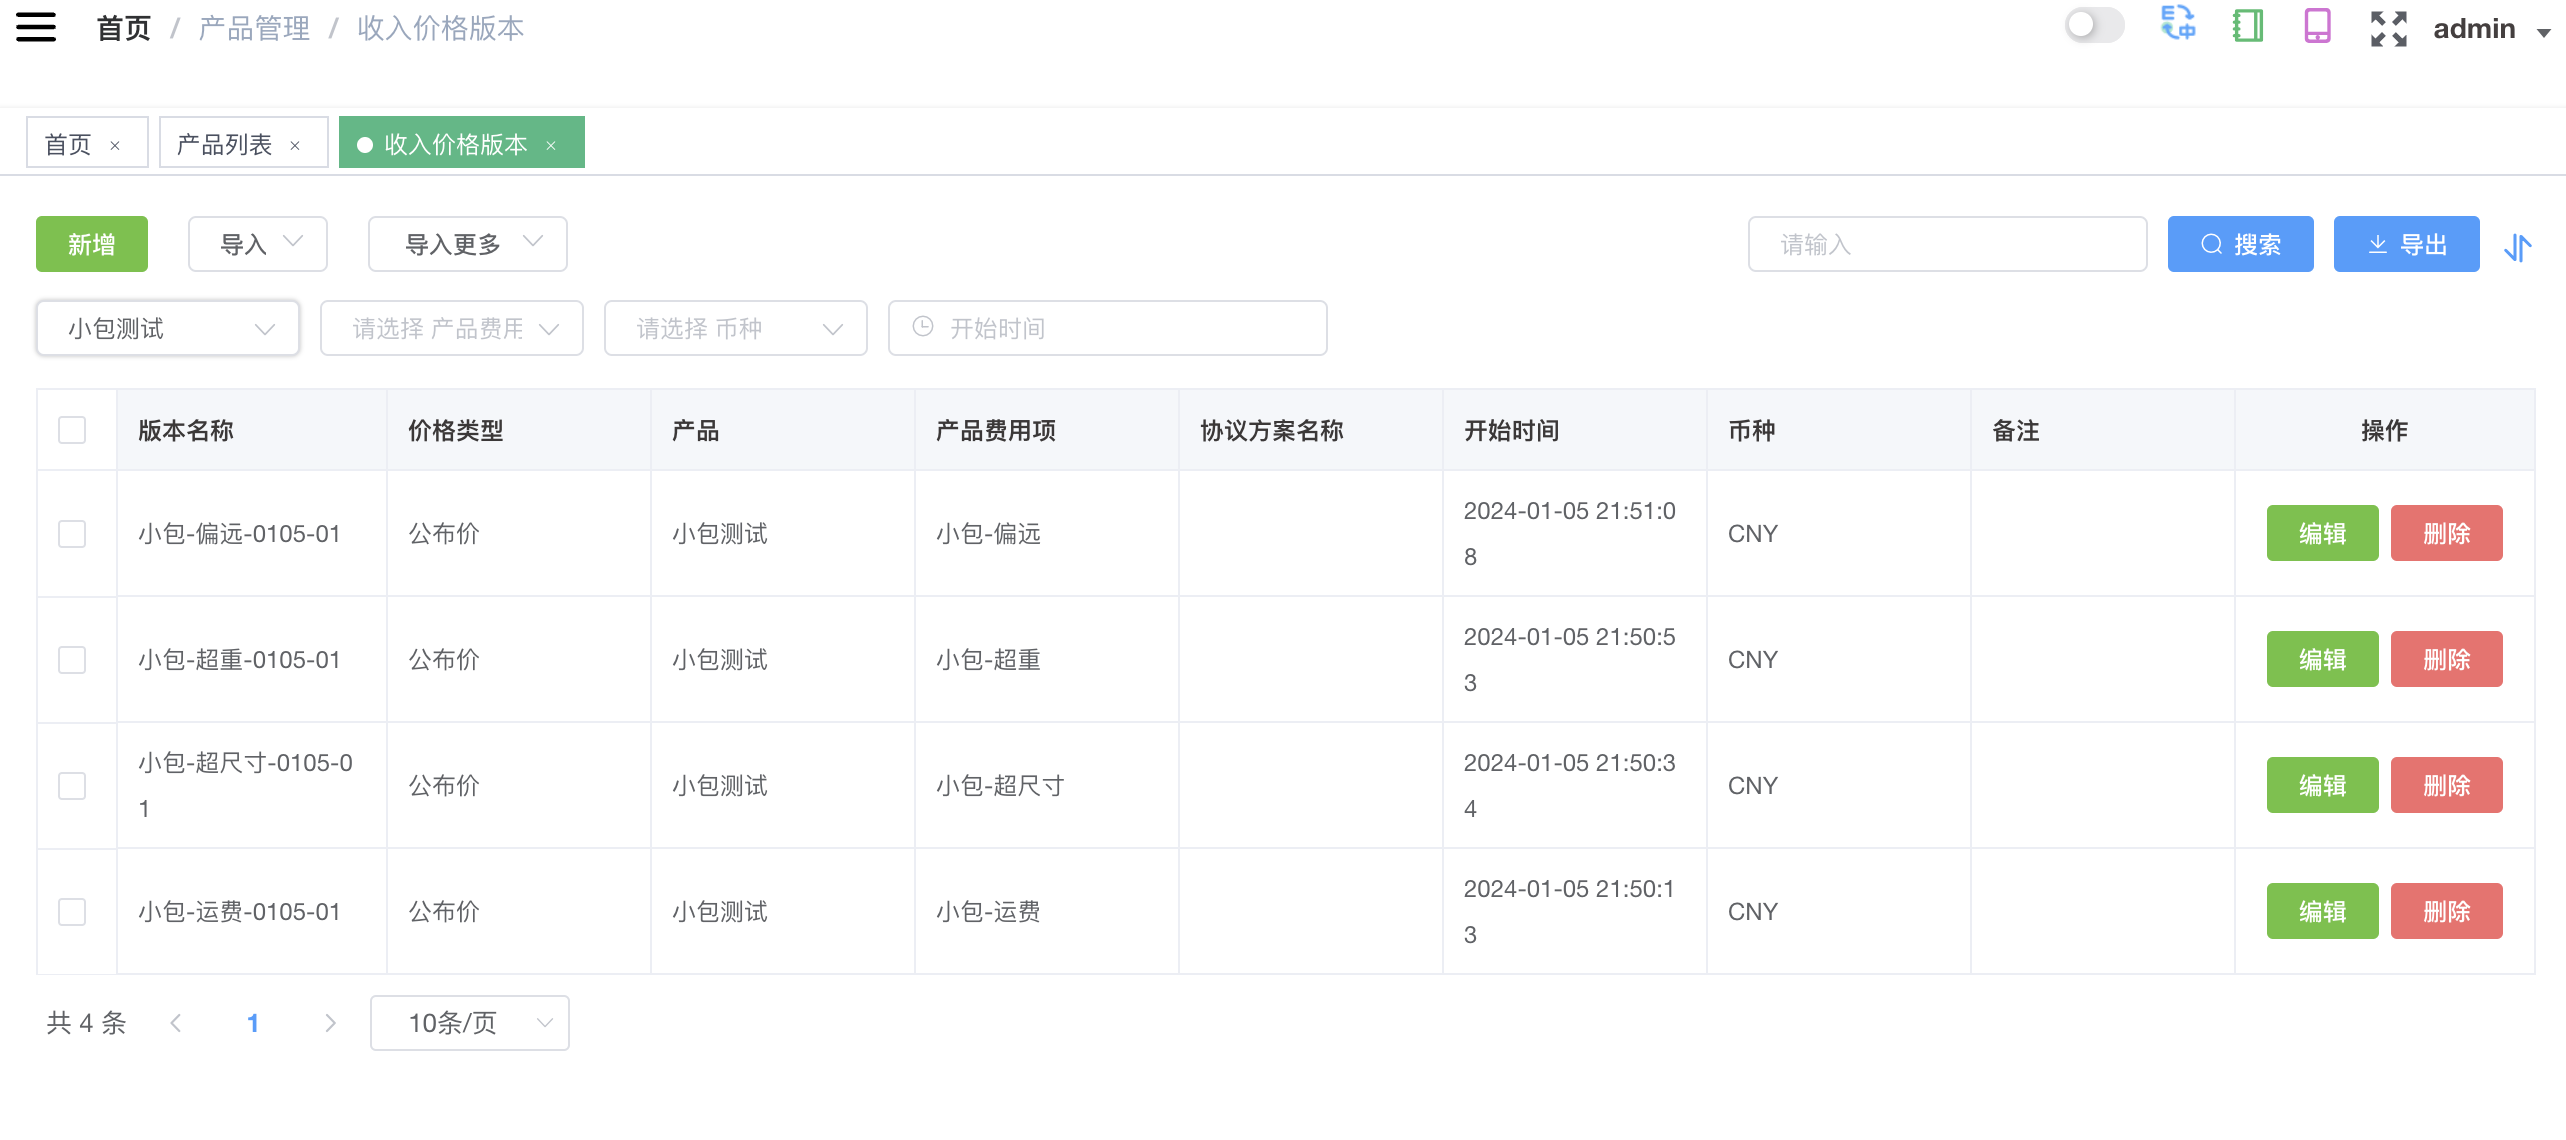 首页 / 产品管理 / 收入价格版本
admin
首页 × 产品列表 × 收入价格版本 ×
新增 导入 导入更多 请输入 搜索 导出
小包测试 请选择 产品费用 请选择 币种 开始时间
版本名称 价格类型 产品 产品费用项 协议方案名称 开始时间 币种 备注 操作
小包-偏远-0105-01 公布价 小包测试 小包-偏远 2024-01-05 21:51:0
8
CNY 编辑 删除
小包-超重-0105-01 公布价 小包测试 小包-超重 2024-01-05 21:50:5
3
CNY 编辑 删除
小包-超尺寸-0105-0
1
公布价 小包测试 小包-超尺寸 2024-01-05 21:50:3
4
CNY 编辑 删除
小包-运费-0105-01 公布价 小包测试 小包-运费 2024-01-05 21:50:1
3
CNY 编辑 删除
共 4 条 1 10条/页